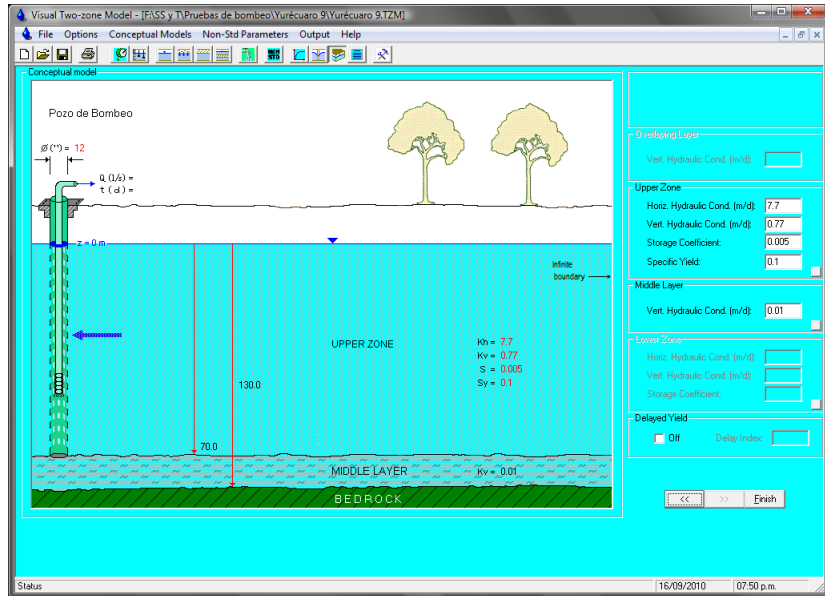 Visual Two-zone Model - [F:\SS y T\Pruebas de bombeo\Yurécuaro 9\Yurécuaro 9.TZM]
File Options Conceptual Models Non-Std Parameters Output Help
Conceptual model
Pozo de Bombeo
Ø (") = 12
Q (l/s) =
t ( d ) =
z = 0 m
Infinite
boundary
UPPER ZONE
Kh = 7.7
Kv = 0.77
S = 0.005
Sy = 0.1
130.0
70.0
MIDDLE LAYER Kv = 0.01
BEDROCK
Overlaying Layer
Vert. Hydraulic Cond. (m/d):
Upper Zone
Horiz. Hydraulic Cond. (m/d): 7.7
Vert. Hydraulic Cond. (m/d): 0.77
Storage Coefficient: 0.005
Specific Yield: 0.1
Middle Layer
Vert. Hydraulic Cond. (m/d): 0.01
Lower Zone
Horiz. Hydraulic Cond. (m/d):
Vert. Hydraulic Cond. (m/d):
Storage Coefficient:
Delayed Yield
Off Delay Index:
<< >> Finish
Status 16/09/2010 07:50 p.m.